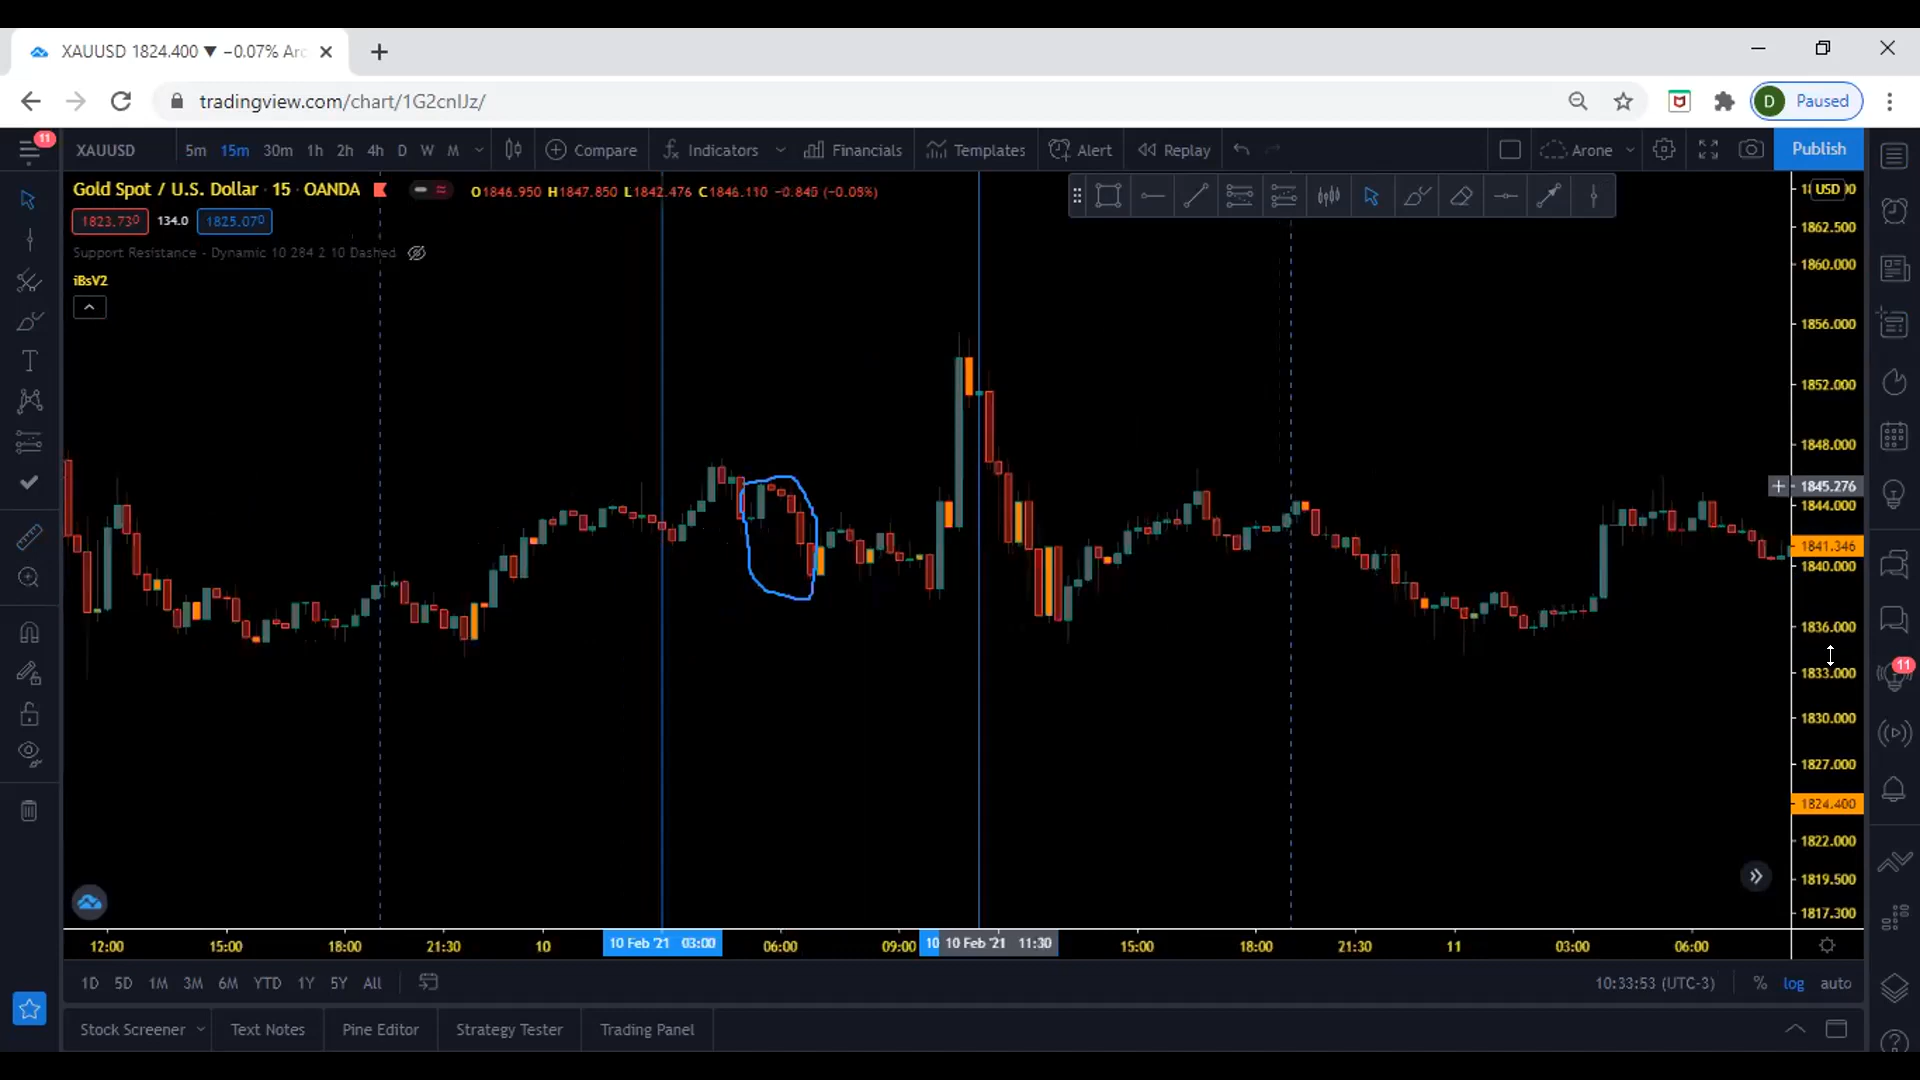 XAUUSD 1824.400 ▼ −0.07% Arc
tradingview.com/chart/1G2cnlJz/
D Paused
11
XAUUSD 5m 15m 30m 1h 2h 4h D W M Compare Indicators Financials Templates Alert Replay Arone Publish
Gold Spot / U.S. Dollar · 15 · OANDA O1846.950 H1847.850 L1842.476 C1846.110 −0.845 (−0.05%)
1823.730 134.0 1825.070
Support Resistance - Dynamic 10 284 2 10 Dashed
iBsV2
USD
1862.500
1860.000
1856.000
1852.000
1848.000
1845.276
1844.000
1841.346
1840.000
1836.000
11
1833.000
1830.000
1827.000
1824.400
1822.000
1819.500
1817.300
12:00 15:00 18:00 21:30 10 10 Feb '21 03:00 06:00 09:00 10 10 Feb '21 11:30 15:00 18:00 21:30 11 03:00 06:00
1D 5D 1M 3M 6M YTD 1Y 5Y All 10:33:53 (UTC-3) % log auto
Stock Screener Text Notes Pine Editor Strategy Tester Trading Panel